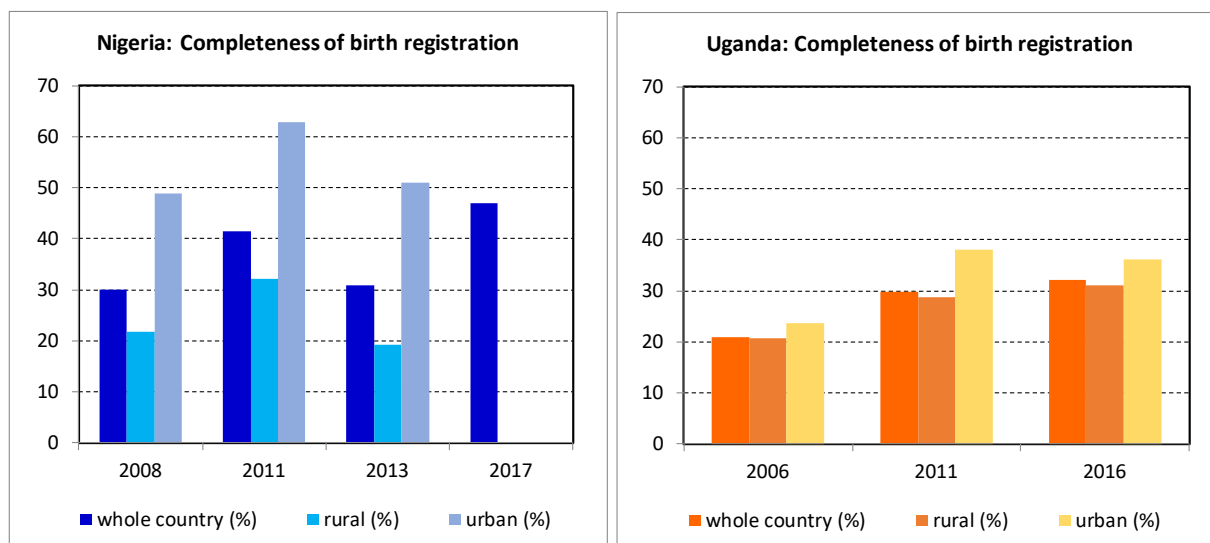 Nigeria: Completeness of birth registration
70
60
50
40
30
20
10
0
2008 2011 2013 2017
whole country (%) rural (%) urban (%)
Uganda: Completeness of birth registration
70
60
50
40
30
20
10
0
2006 2011 2016
whole country (%) rural (%) urban (%)